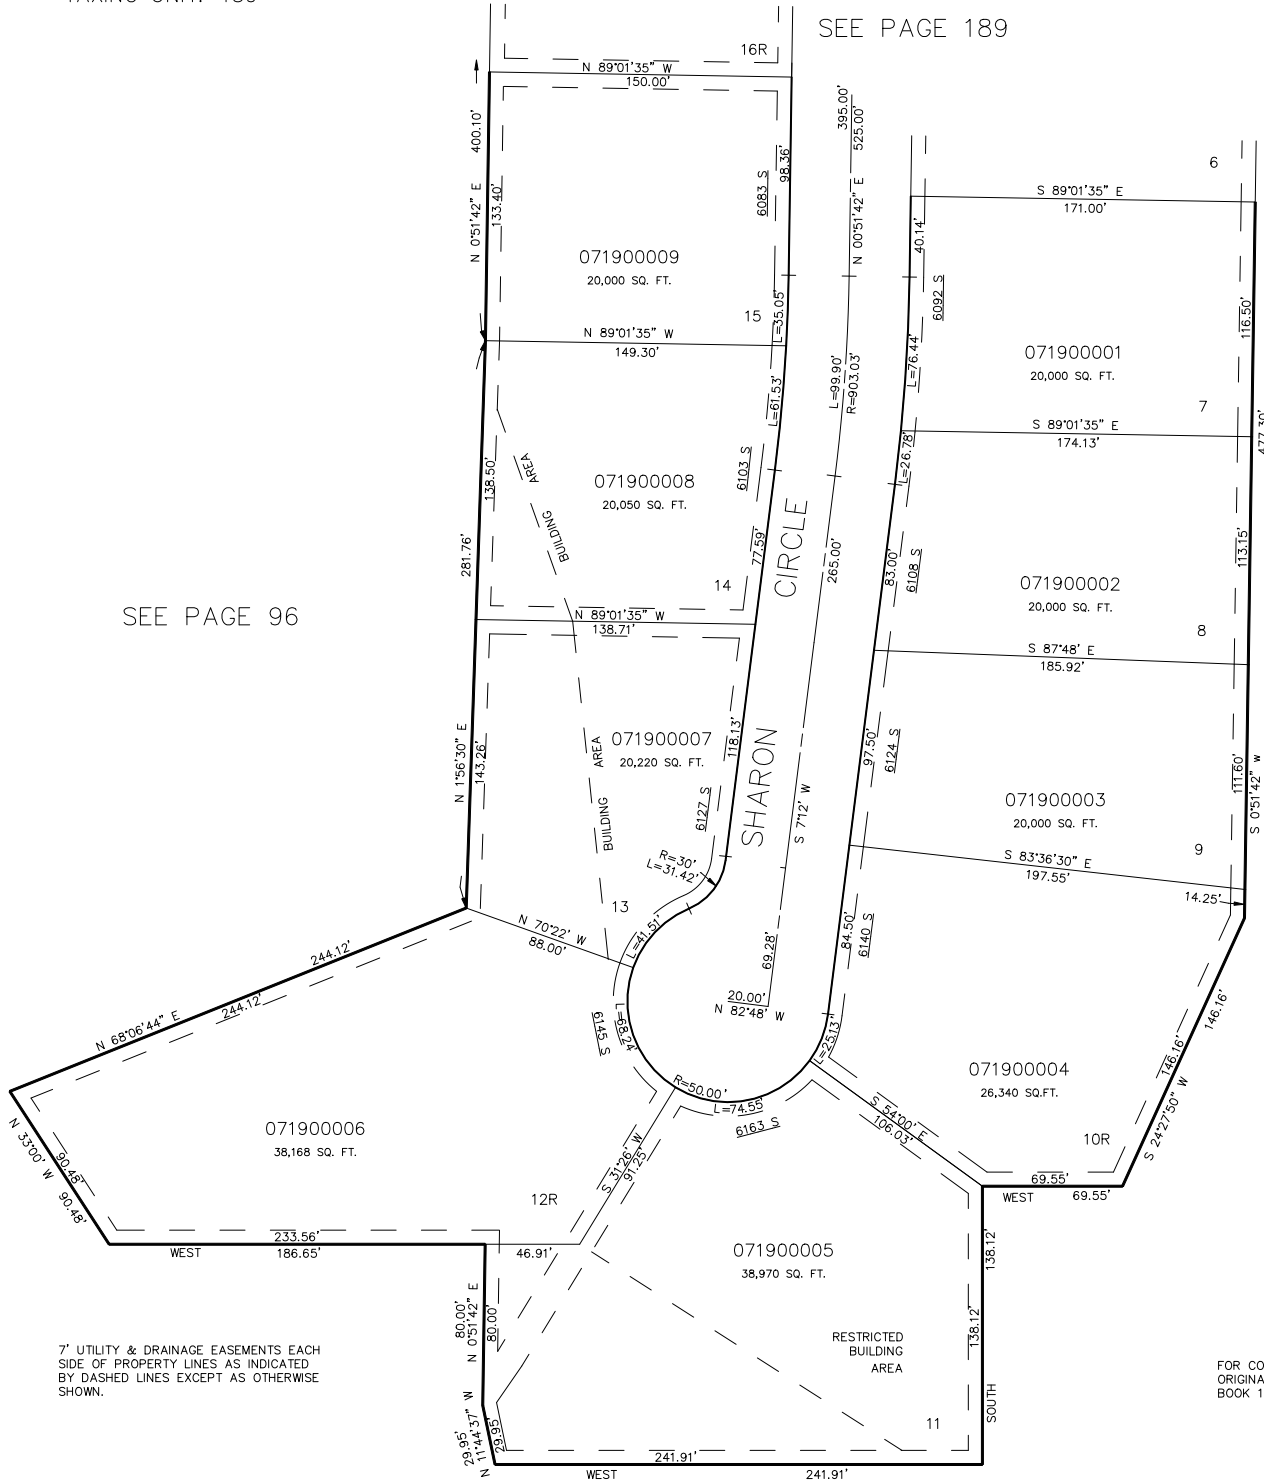 SEE PAGE 189
16R
N 89°01'35" W
150.00'
400.10'
N 0°51'42" E
133.40'
98.36'
6083 S
071900009
20,000 SQ. FT.
15
L=35.05'
395.00'
525.00'
N 00°51'42" E
6
S 89°01'35" E
171.00'
40.14'
6092 S
116.50'
071900001
20,000 SQ. FT.
7
L=76.44'
L=99.90'
R=903.03'
N 89°01'35" W
149.30'
L=61.53'
S 89°01'35" E
174.13'
477.30'
L=26.78'
BUILDING AREA
138.50'
071900008
20,050 SQ. FT.
6103 S
77.59'
14
281.76'
CIRCLE
265.00'
83.00'
6108 S
113.15'
071900002
20,000 SQ. FT.
8
SEE PAGE 96
N 89°01'35" W
138.71'
S 87°48' E
185.92'
N 1°56'30" E
143.26'
071900007
20,220 SQ. FT.
118.13'
BUILDING AREA
SHARON
S 7°12' W
97.50'
6124 S
071900003
20,000 SQ. FT.
111.60'
S 0°51'42" W
9
6127 S
R=30'
L=31.42'
S 83°36'30" E
197.55'
14.25'
13
N 70°22' W
88.00'
L=41.51'
69.28'
84.50'
6140 S
244.12'
N 68°06'44" E
244.12'
20.00'
N 82°48' W
L=68.24'
6145 S
L=25.13'
146.16'
146.16'
S 24°27'50" W
071900004
26,340 SQ.FT.
10R
R=50.00'
L=74.55'
6163 S
S 54°00' E
106.03'
N 33°00' W
90.48'
90.48'
071900006
38,168 SQ. FT.
12R
S 31°26' W
91.25'
69.55'
WEST
69.55'
233.56'
WEST
186.65'
46.91'
071900005
38,970 SQ. FT.
138.12'
138.12'
SOUTH
80.00'
N 0°51'42" E
80.00'
RESTRICTED
BUILDING
AREA
11
7' UTILITY & DRAINAGE EASEMENTS EACH
SIDE OF PROPERTY LINES AS INDICATED
BY DASHED LINES EXCEPT AS OTHERWISE
SHOWN.
FOR CO
ORIGINA
BOOK 1
29.95'
N 11°44'37" W
29.95'
241.91'
WEST
241.91'